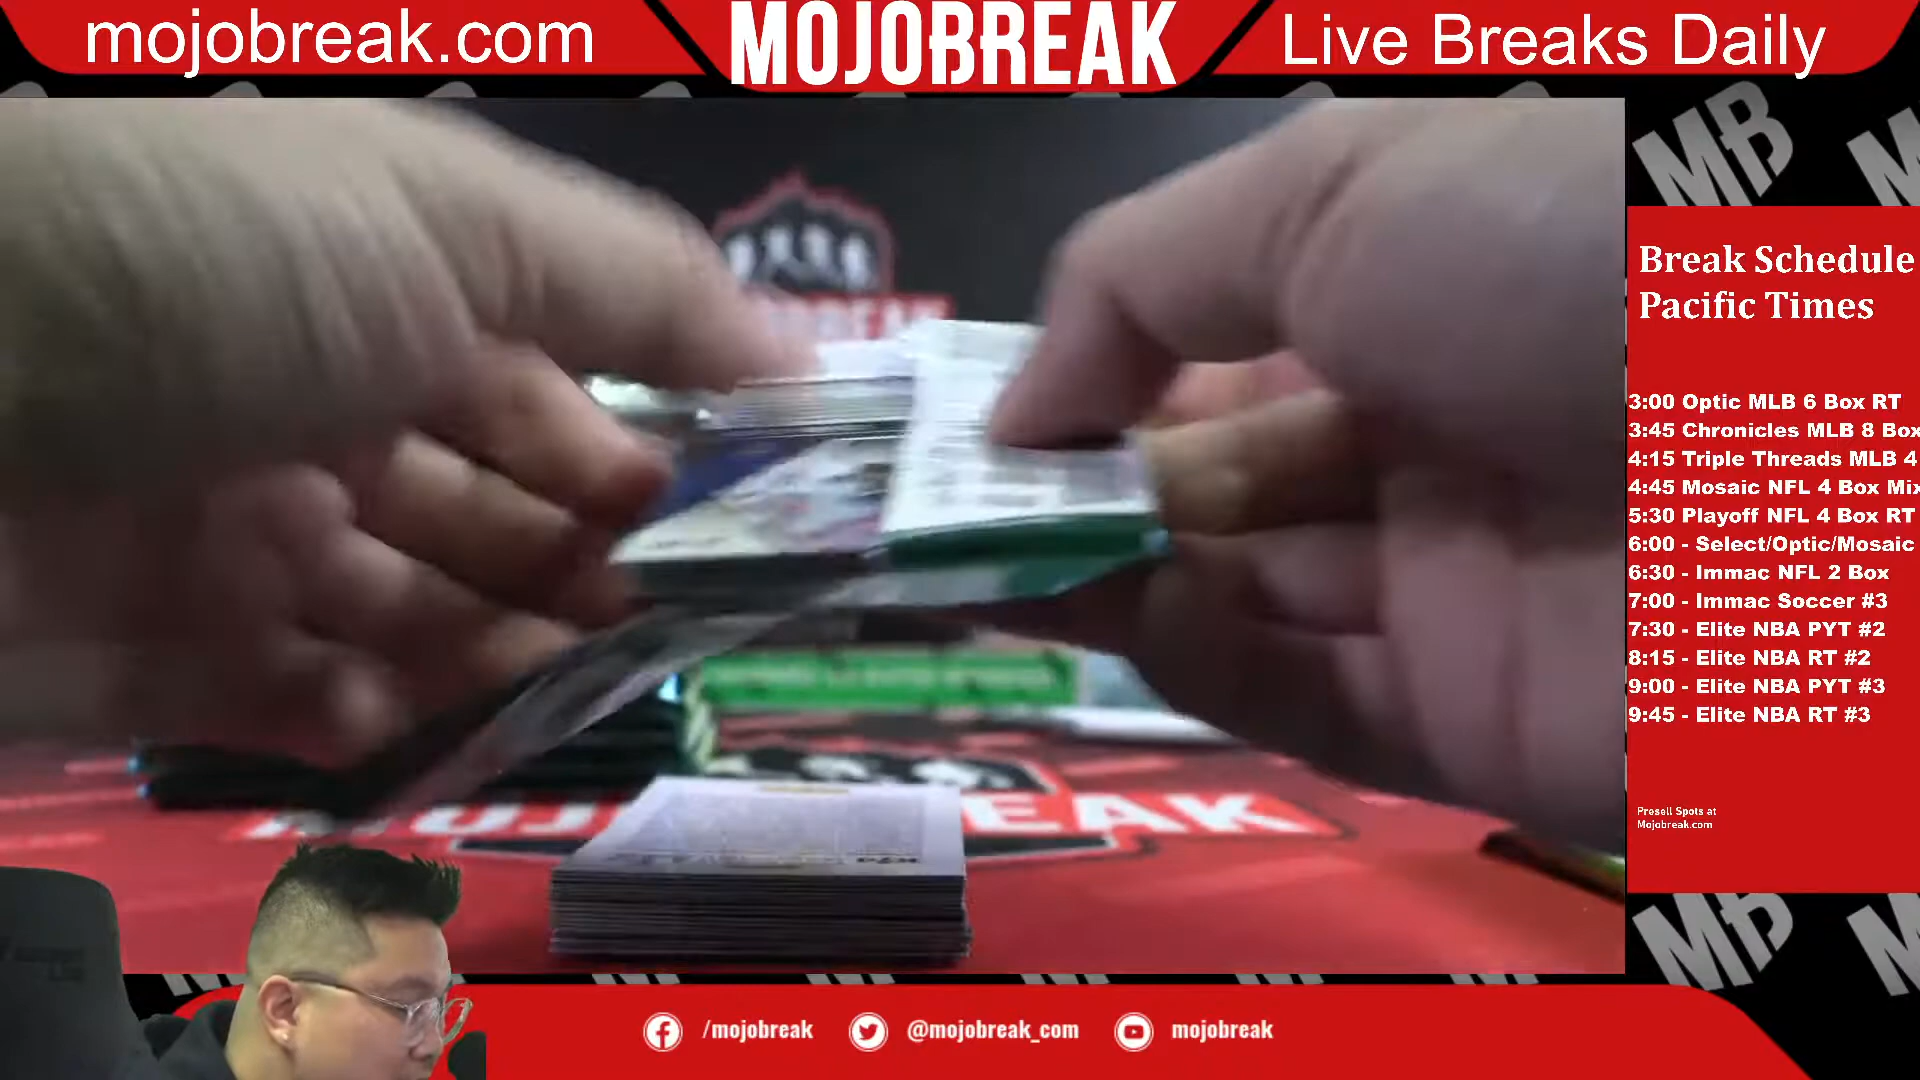 mojobreak.com
MOJOBREAK
Live Breaks Daily
MB
Break Schedule
Pacific Times
3:00 Optic MLB 6 Box RT
3:45 Chronicles MLB 8 Box
4:15 Triple Threads MLB 4
4:45 Mosaic NFL 4 Box Mix
5:30 Playoff NFL 4 Box RT
6:00 - Select/Optic/Mosaic
6:30 - Immac NFL 2 Box
7:00 - Immac Soccer #3
7:30 - Elite NBA PYT #2
8:15 - Elite NBA RT #2
9:00 - Elite NBA PYT #3
9:45 - Elite NBA RT #3
Presell Spots at
Mojobreak.com
MB
/mojobreak
@mojobreak_com
mojobreak